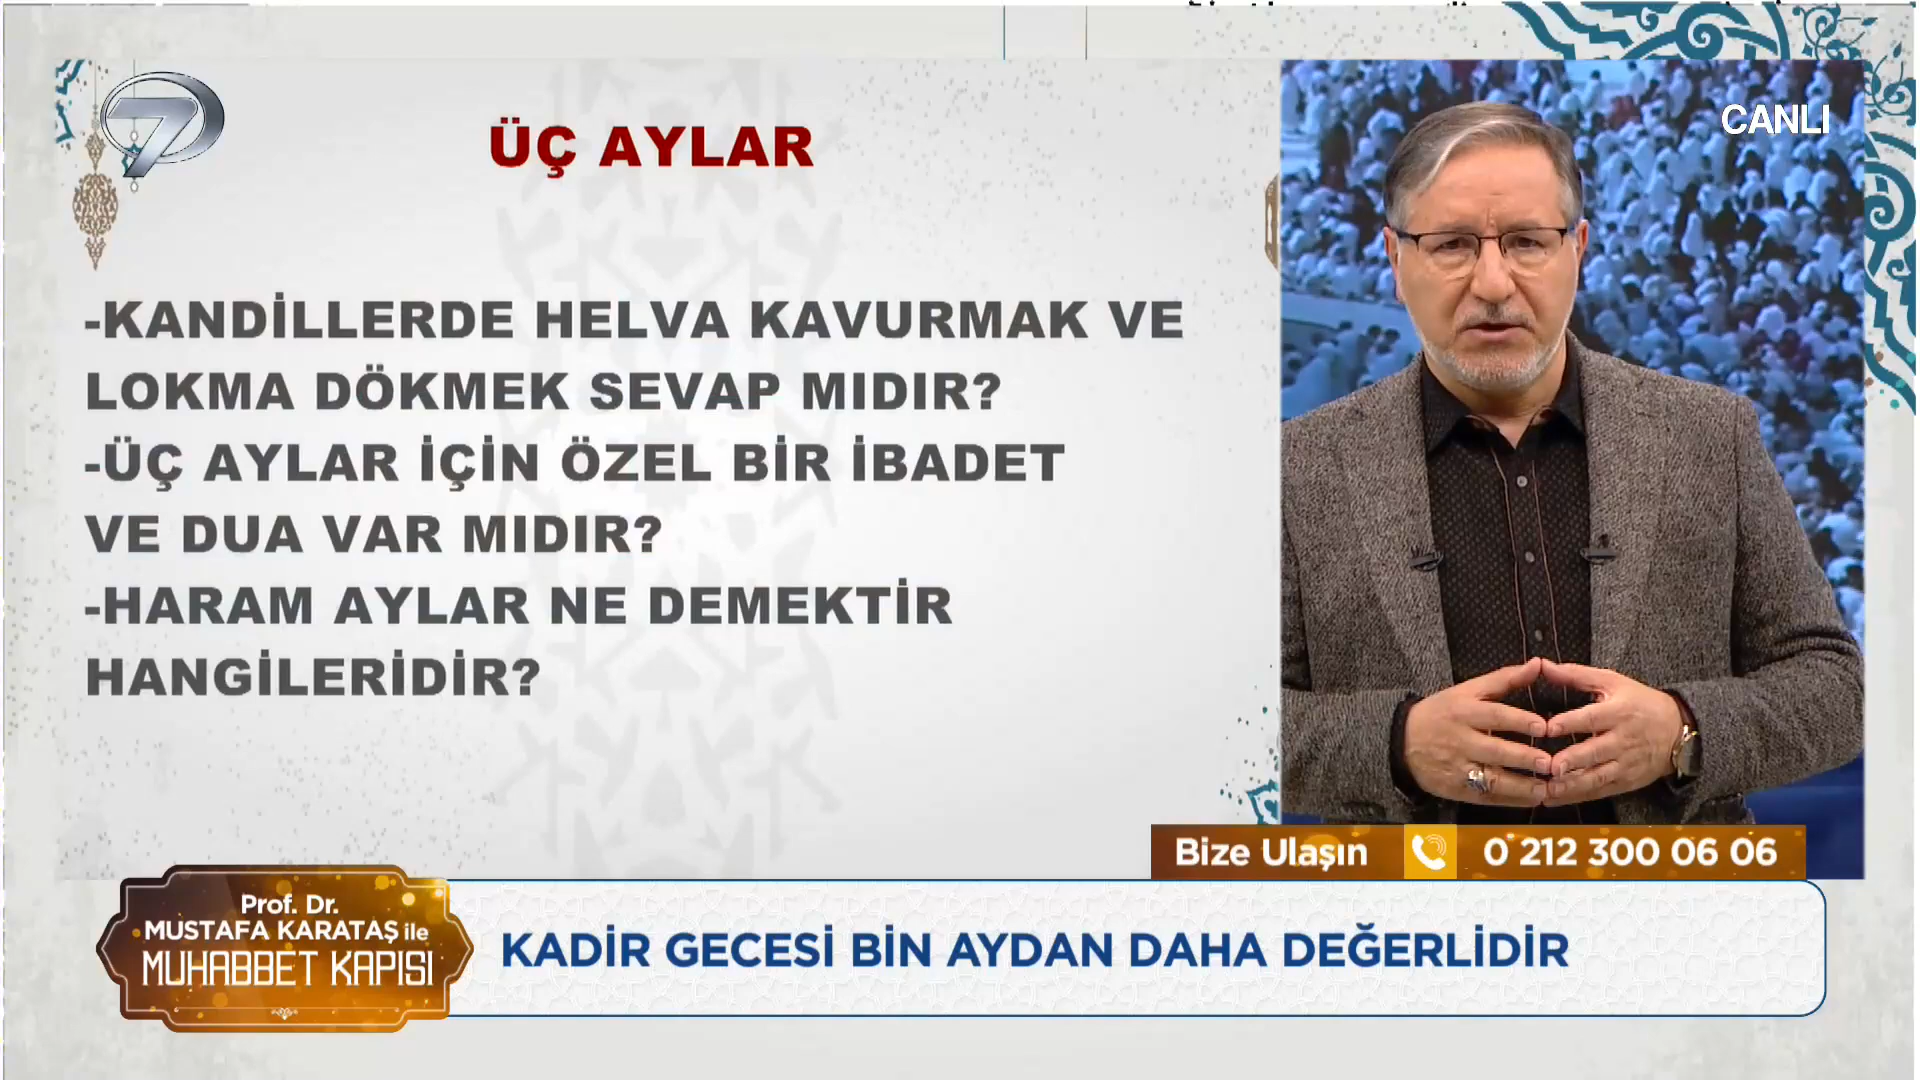 7
CANLI
ÜÇ AYLAR
-KANDİLLERDE HELVA KAVURMAK VE
LOKMA DÖKMEK SEVAP MIDIR?
-ÜÇ AYLAR İÇİN ÖZEL BİR İBADET
VE DUA VAR MIDIR?
-HARAM AYLAR NE DEMEKTİR
HANGİLERİDİR?
Bize Ulaşın 0 212 300 06 06
Prof. Dr.
MUSTAFA KARATAŞ ile
MUHABBET KAPISI
KADİR GECESİ BİN AYDAN DAHA DEĞERLİDİR